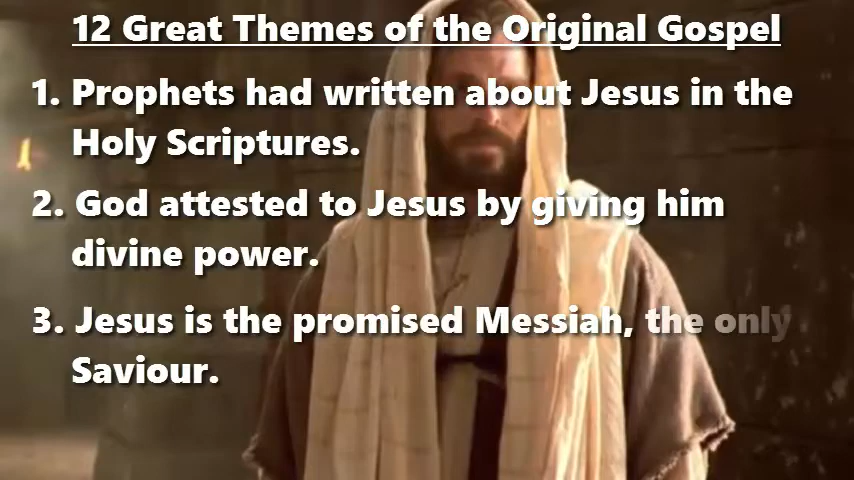 12 Great Themes of the Original Gospel
1. Prophets had written about Jesus in the
Holy Scriptures.
2. God attested to Jesus by giving him
divine power.
3. Jesus is the promised Messiah, the only
Saviour.